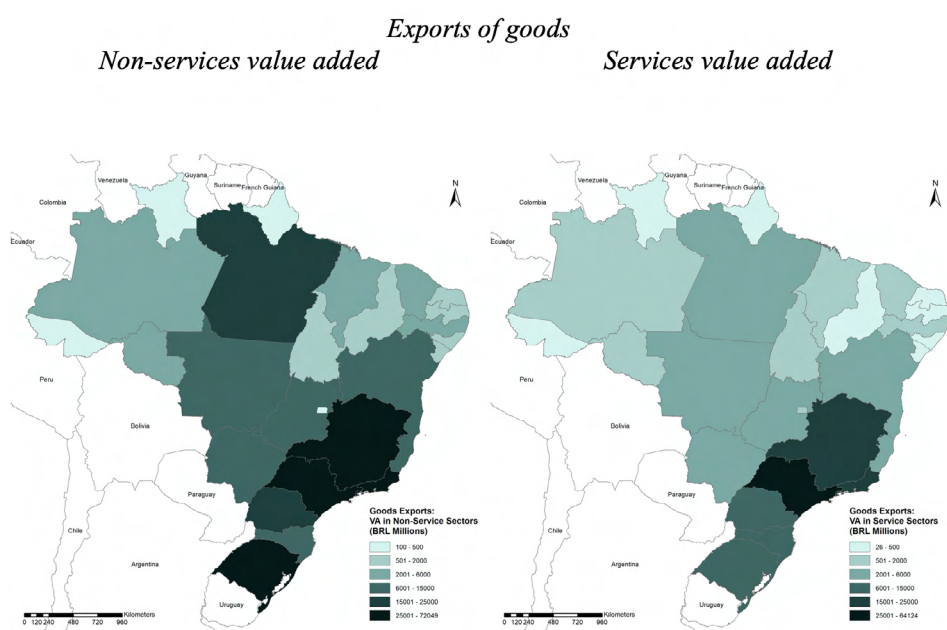 Exports of goods
Non-services value added
Services value added
Guyana
Venezuela
Suriname
French Guiana
Colombia
Ecuador
Peru
Bolivia
Paraguay
Chile
Argentina
Uruguay
N
Goods Exports:
VA in Non-Service Sectors
(BRL Millions)
100 - 500
501 - 2000
2001 - 6000
6001 - 15000
15001 - 25000
25001 - 72049
Kilometers
0 120 240 480 720 960
Guyana
Venezuela
Suriname
French Guiana
Colombia
Ecuador
Peru
Bolivia
Paraguay
Chile
Argentina
Uruguay
N
Goods Exports:
VA in Service Sectors
(BRL Millions)
26 - 500
501 - 2000
2001 - 6000
6001 - 15000
15001 - 25000
25001 - 64124
Kilometers
0 120 240 480 720 960